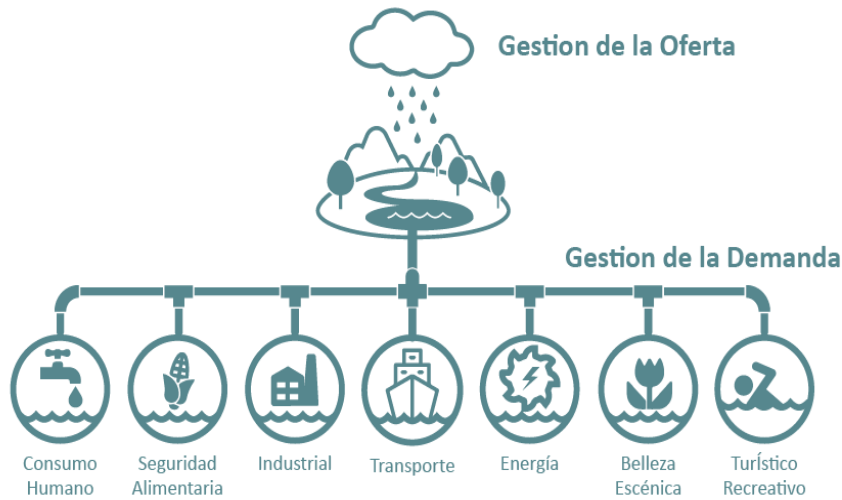 Gestion de la Oferta
Gestion de la Demanda
Consumo
Humano
Seguridad
Alimentaria
Industrial
Transporte
Energía
Belleza
Escénica
Turístico
Recreativo